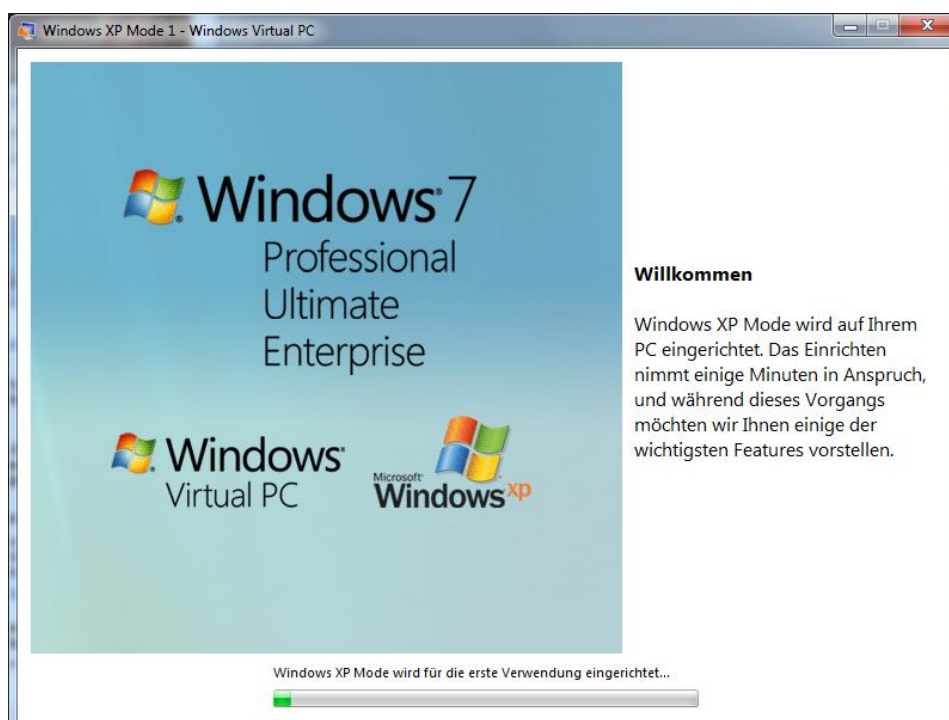 Windows XP Mode 1 - Windows Virtual PC
Windows 7
Professional
Ultimate
Enterprise
Windows
Virtual PC
Microsoft
Windows xp
Willkommen
Windows XP Mode wird auf Ihrem
PC eingerichtet. Das Einrichten
nimmt einige Minuten in Anspruch,
und während dieses Vorgangs
möchten wir Ihnen einige der
wichtigsten Features vorstellen.
Windows XP Mode wird für die erste Verwendung eingerichtet...